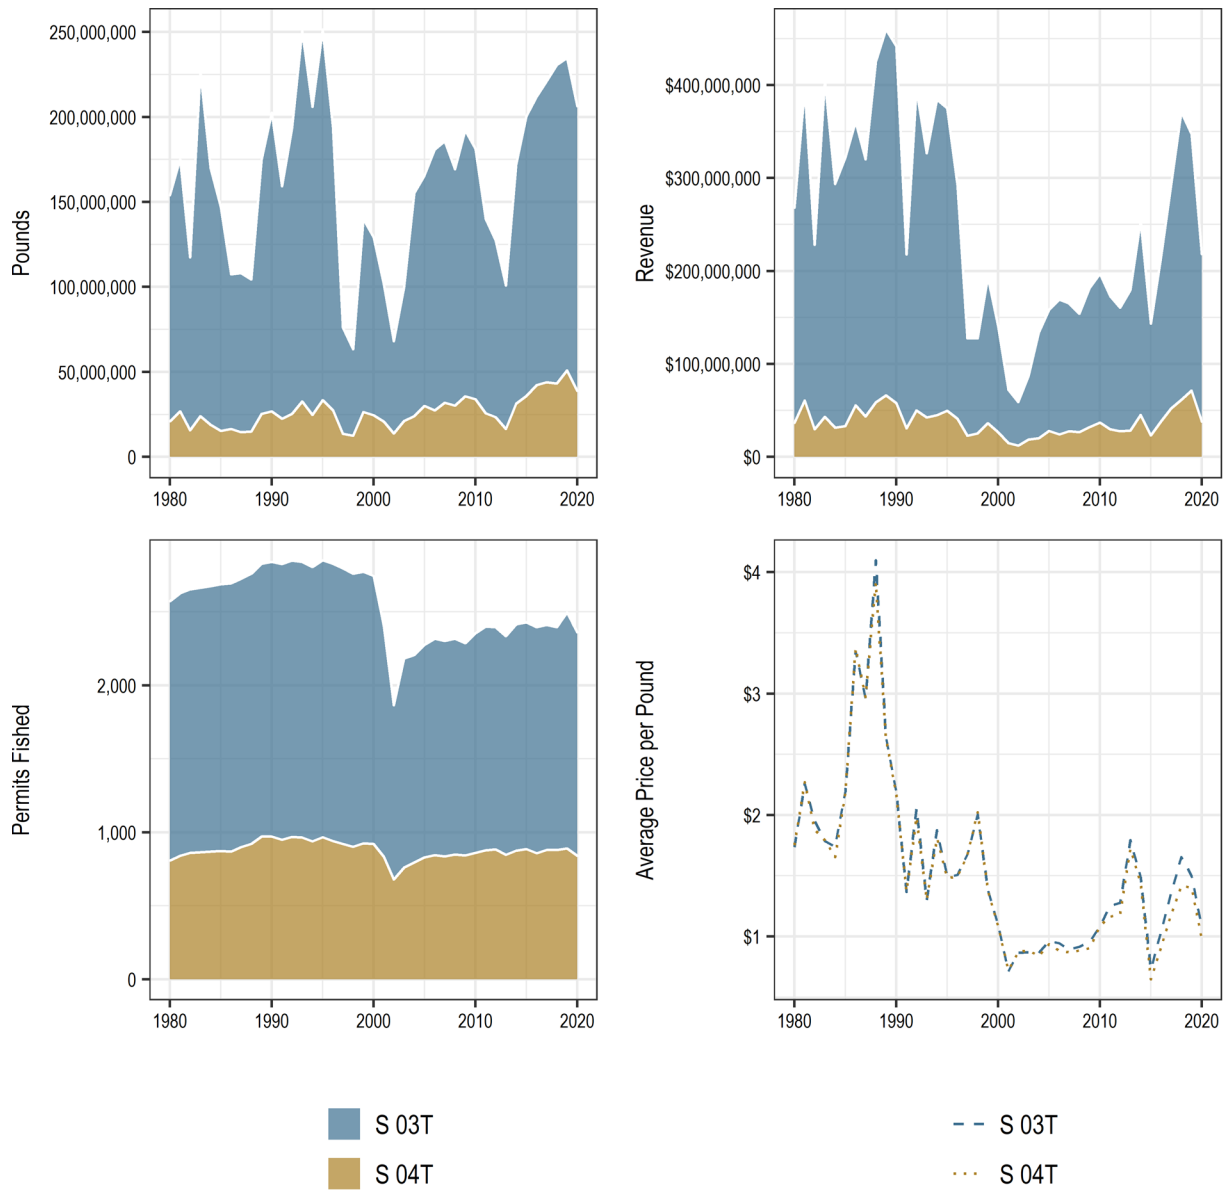 Pounds
250,000,000
200,000,000
150,000,000
100,000,000
50,000,000
0
1980 1990 2000 2010 2020
Revenue
$400,000,000
$300,000,000
$200,000,000
$100,000,000
$0
1980 1990 2000 2010 2020
Permits Fished
2,000
1,000
0
1980 1990 2000 2010 2020
Average Price per Pound
$4
$3
$2
$1
1980 1990 2000 2010 2020
S 03T
S 04T
S 03T
S 04T